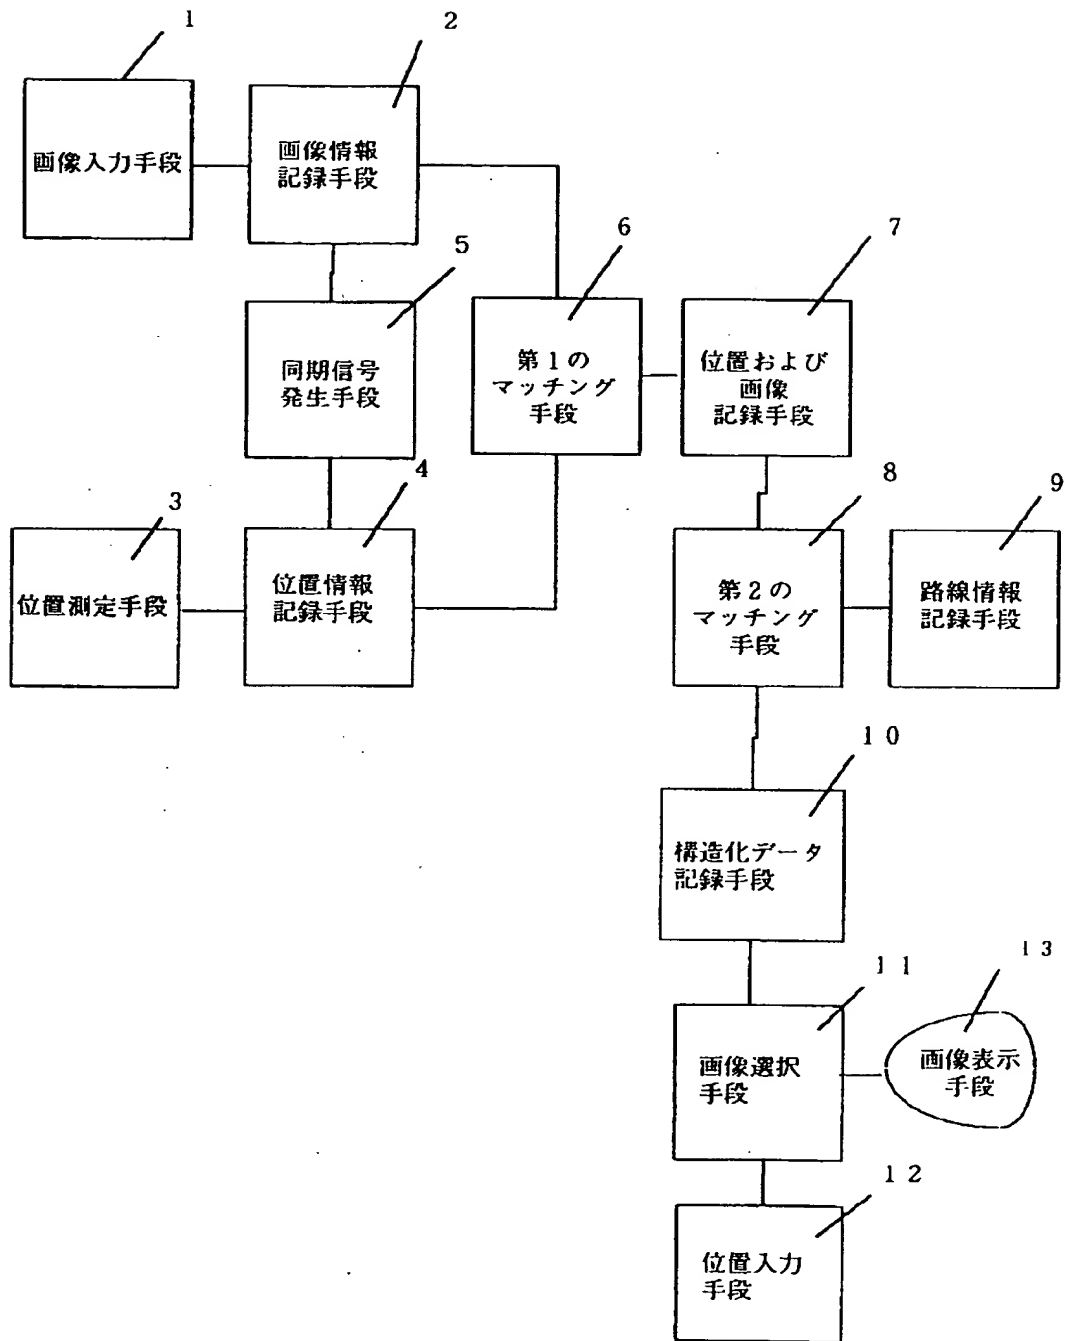 1
画像入力手段
2
画像情報
記録手段
5
同期信号
発生手段
6
第1の
マッチング
手段
7
位置および
画像
記録手段
3
位置測定手段
4
位置情報
記録手段
8
第2の
マッチング
手段
9
路線情報
記録手段
10
構造化データ
記録手段
11
画像選択
手段
13
画像表示
手段
12
位置入力
手段